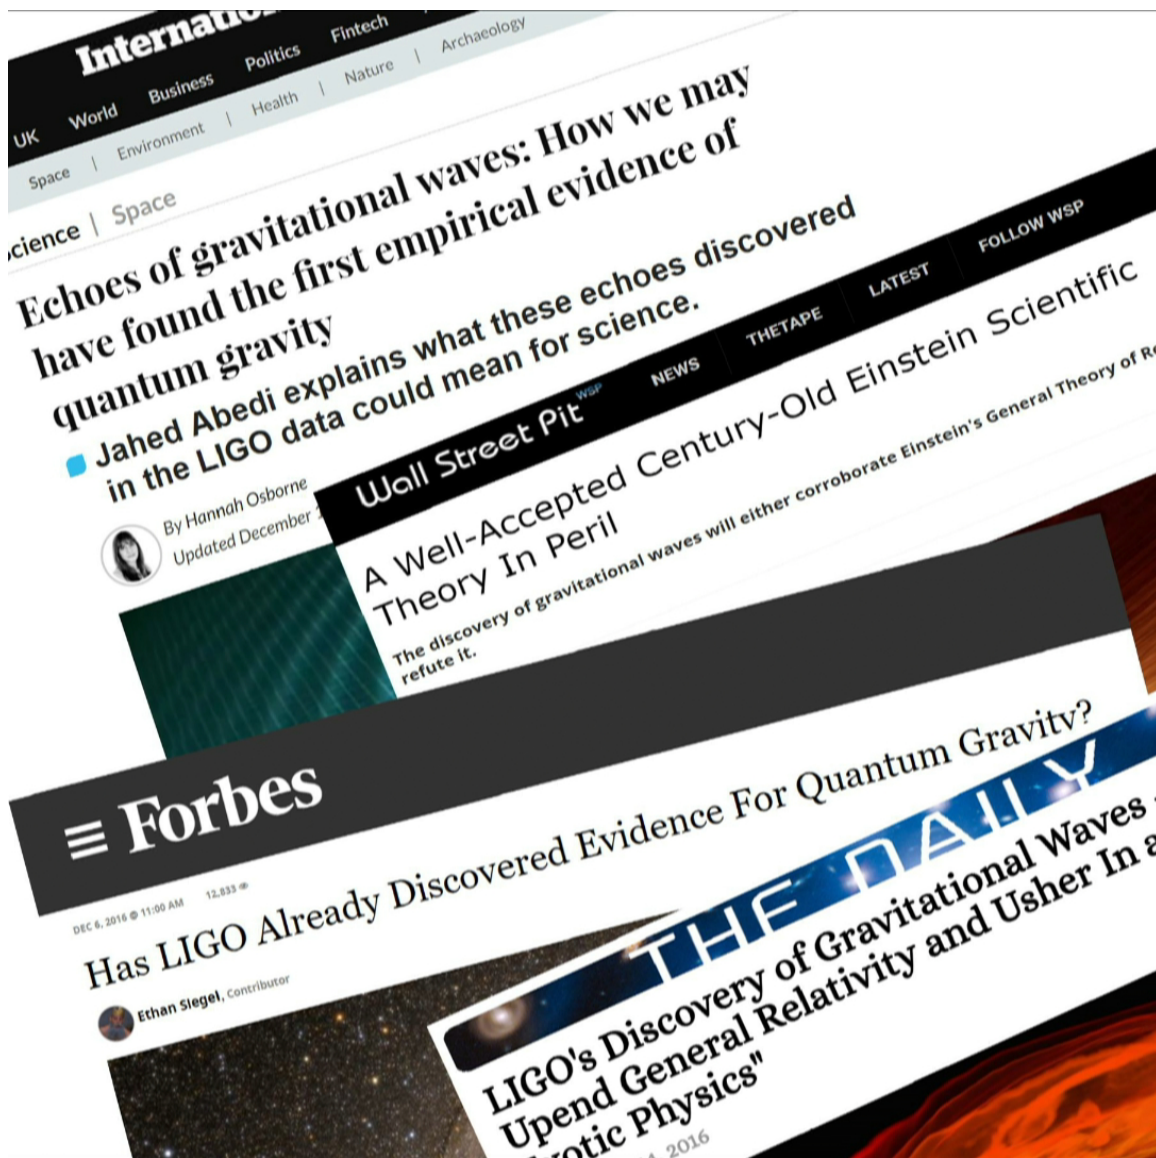 UK World Business Politics Fintech
Space | Environment | Health | Nature | Archaeology
Space
Echoes of gravitational waves: How we may
have found the first empirical evidence of
quantum gravity
Jahed Abedi explains what these echoes discovered
in the LIGO data could mean for science.
By Hannah Osborne
Updated December
Wall Street Pit WSP NEWS THETAPE LATEST FOLLOW WSP
A Well-Accepted Century-Old Einstein Scientific
Theory In Peril
The discovery of gravitational waves will either corroborate Einstein's General Theory of
refute it.
Forbes
DEC 6, 2016 @ 11:00 AM 12,833
Has LIGO Already Discovered Evidence For Quantum Gravity?
Ethan Siegel, Contributor
THE DAILY
LIGO's Discovery of Gravitational Waves
Upend General Relativity and Usher In a
Physics"
2016